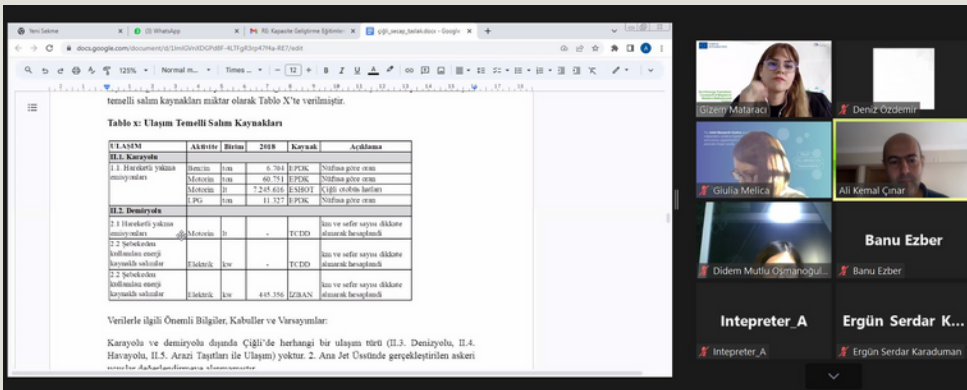 Yeni Sekme
(3) WhatsApp
RE: Kapasite Geliştirme Eğitimle
çiğli_secap_taslak.docx - Google
docs.google.com/document/d/
/edit
125%
Normal m...
Times ...
12
temelli salım kaynakları miktar olarak Tablo X'te verilmiştir.
Tablo x: Ulaşım Temelli Salım Kaynakları
ULAŞIM Aktivite Birim 2018 Kaynak Açıklama
II.1. Karayolu
1.1. Hareketli yakma emisyonları Benzin ton 6.704 EPDK Nüfusa göre oran
Motorin ton 60.751 EPDK Nüfusa göre oran
Motorin lt 7.245.616 ESHOT Çiğli otobüs hatları
LPG ton 11.327 EPDK Nüfusa göre oran
II.2. Demiryolu
2.1 Hareketli yakma emisyonları Motorin lt - TCDD km ve sefer sayısı dikkate alınarak hesaplandı
2.2 Şebekeden kullanılan enerji kaynaklı salımlar Elektrik kw - TCDD km ve sefer sayısı dikkate alınarak hesaplandı
2.2 Şebekeden kullanılan enerji kaynaklı salımlar Elektrik kw 445.356 İZBAN km ve sefer sayısı dikkate alınarak hesaplandı
Verilerle ilgili Önemli Bilgiler, Kabuller ve Varsayımlar:
Karayolu ve demiryolu dışında Çiğli'de herhangi bir ulaşım türü (II.3. Denizyolu, II.4.
Havayolu, II.5. Arazi Taşıtları ile Ulaşım) yoktur. 2. Ana Jet Üssünde gerçekleştirilen askeri
Gizem Mataracı
Deniz Özdemir
Giulia Melica
Ali Kemal Çınar
Didem Mutlu Osmanoğul...
Banu Ezber
Banu Ezber
Intepreter_A
Intepreter_A
Ergün Serdar K...
Ergün Serdar Karaduman